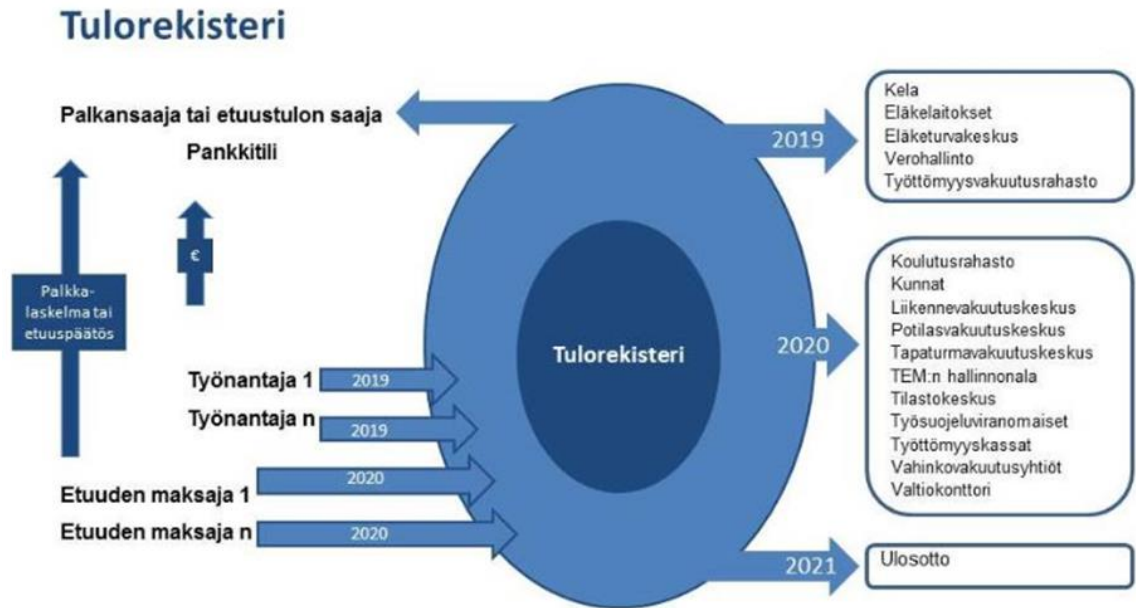 Tulorekisteri
Palkansaaja tai etuustulon saaja
Pankkitili
€
Palkka-
laskelma tai
etuuspäätös
Työnantaja 1
2019
Työnantaja n
2019
Etuuden maksaja 1
2020
Etuuden maksaja n
2020
Tulorekisteri
2019
Kela
Eläkelaitokset
Eläketurvakeskus
Verohallinto
Työttömyysvakuutusrahasto
2020
Koulutusrahasto
Kunnat
Liikennevakuutuskeskus
Potilasvakuutuskeskus
Tapaturmavakuutuskeskus
TEM:n hallinnonala
Tilastokeskus
Työsuojeluviranomaiset
Työttömyyskassat
Vahinkovakuutusyhtiöt
Valtiokonttori
2021
Ulosotto